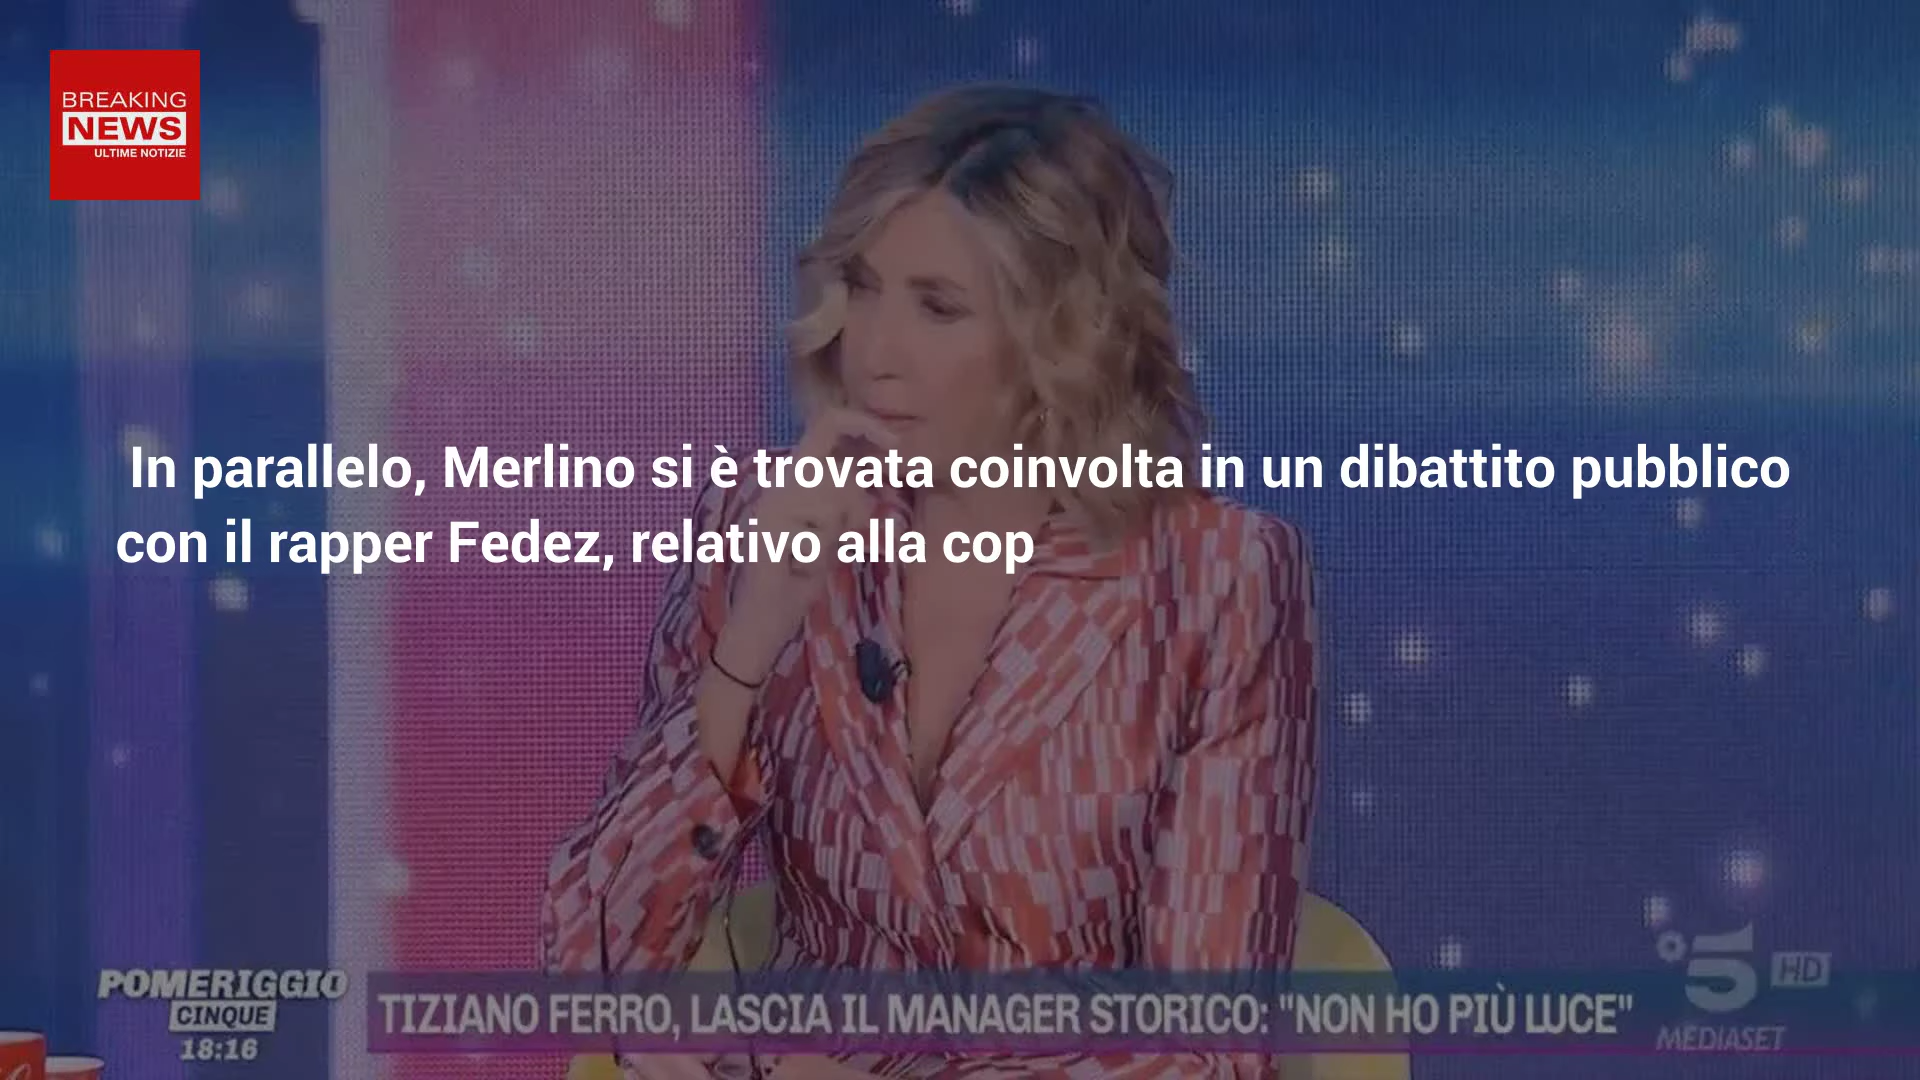 BREAKING
NEWS
ULTIME NOTIZIE
In parallelo, Merlino si è trovata coinvolta in un dibattito pubblico
con il rapper Fedez, relativo alla cop
POMERIGGIO
CINQUE
18:16
TIZIANO FERRO, LASCIA IL MANAGER STORICO: "NON HO PIÙ LUCE"
5 HD
MEDIASET